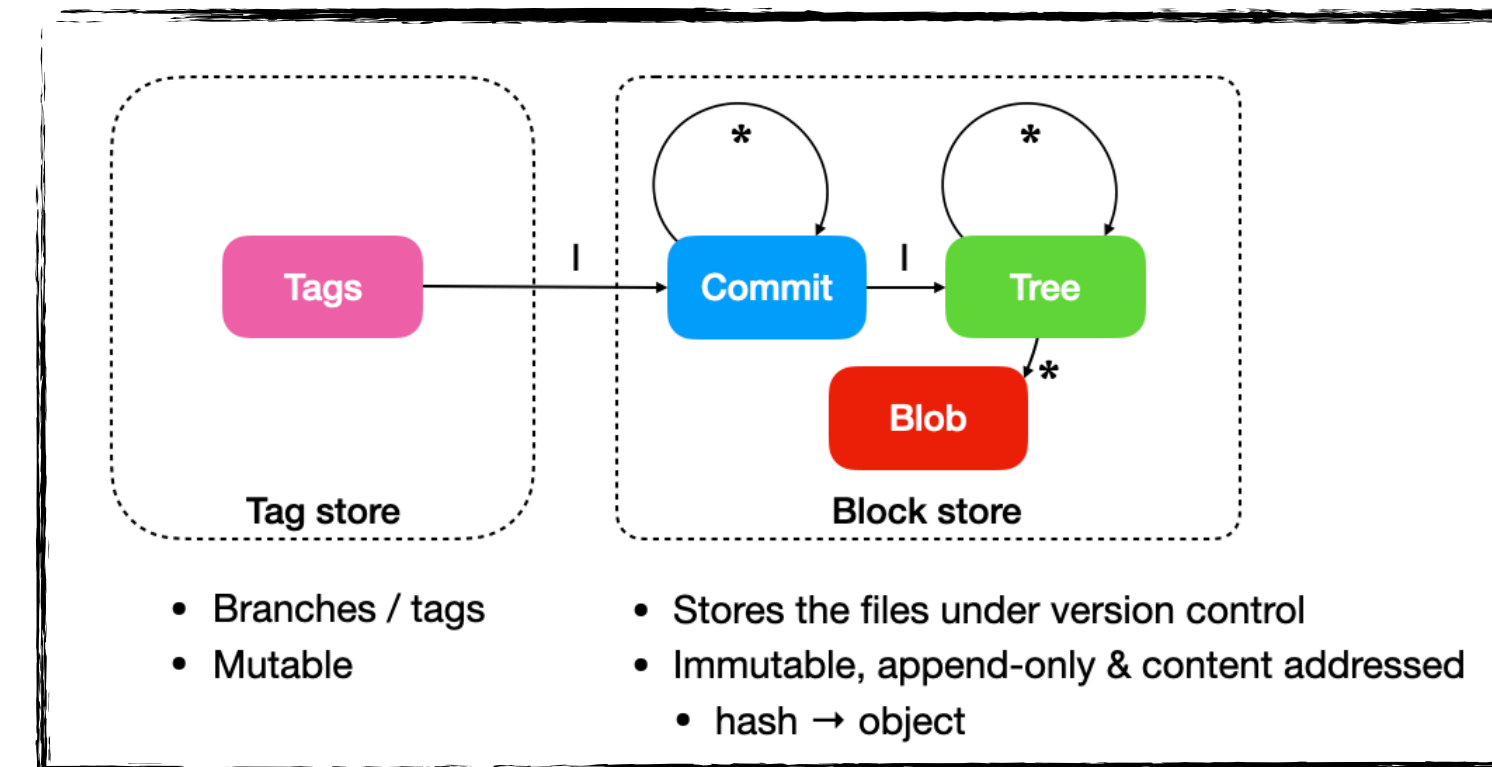 *
*
I
I
Tags
Commit
Tree
*
Blob
Tag store
Block store
• Branches / tags
• Mutable
• Stores the files under version control
• Immutable, append-only & content addressed
• hash → object